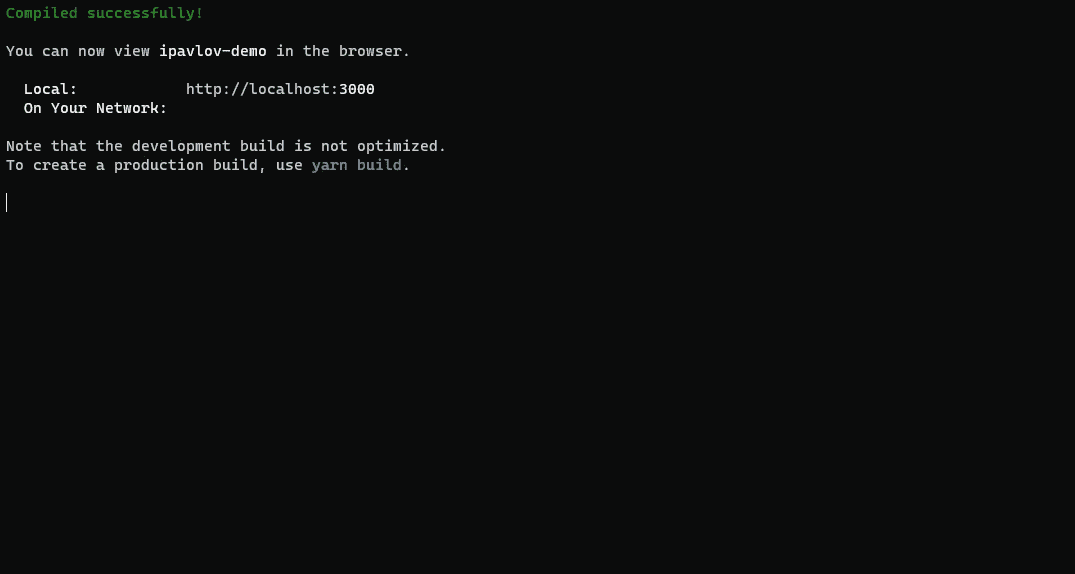 Compiled successfully!
You can now view ipavlov-demo in the browser.
Local: http://localhost:3000
On Your Network:
Note that the development build is not optimized.
To create a production build, use yarn build.